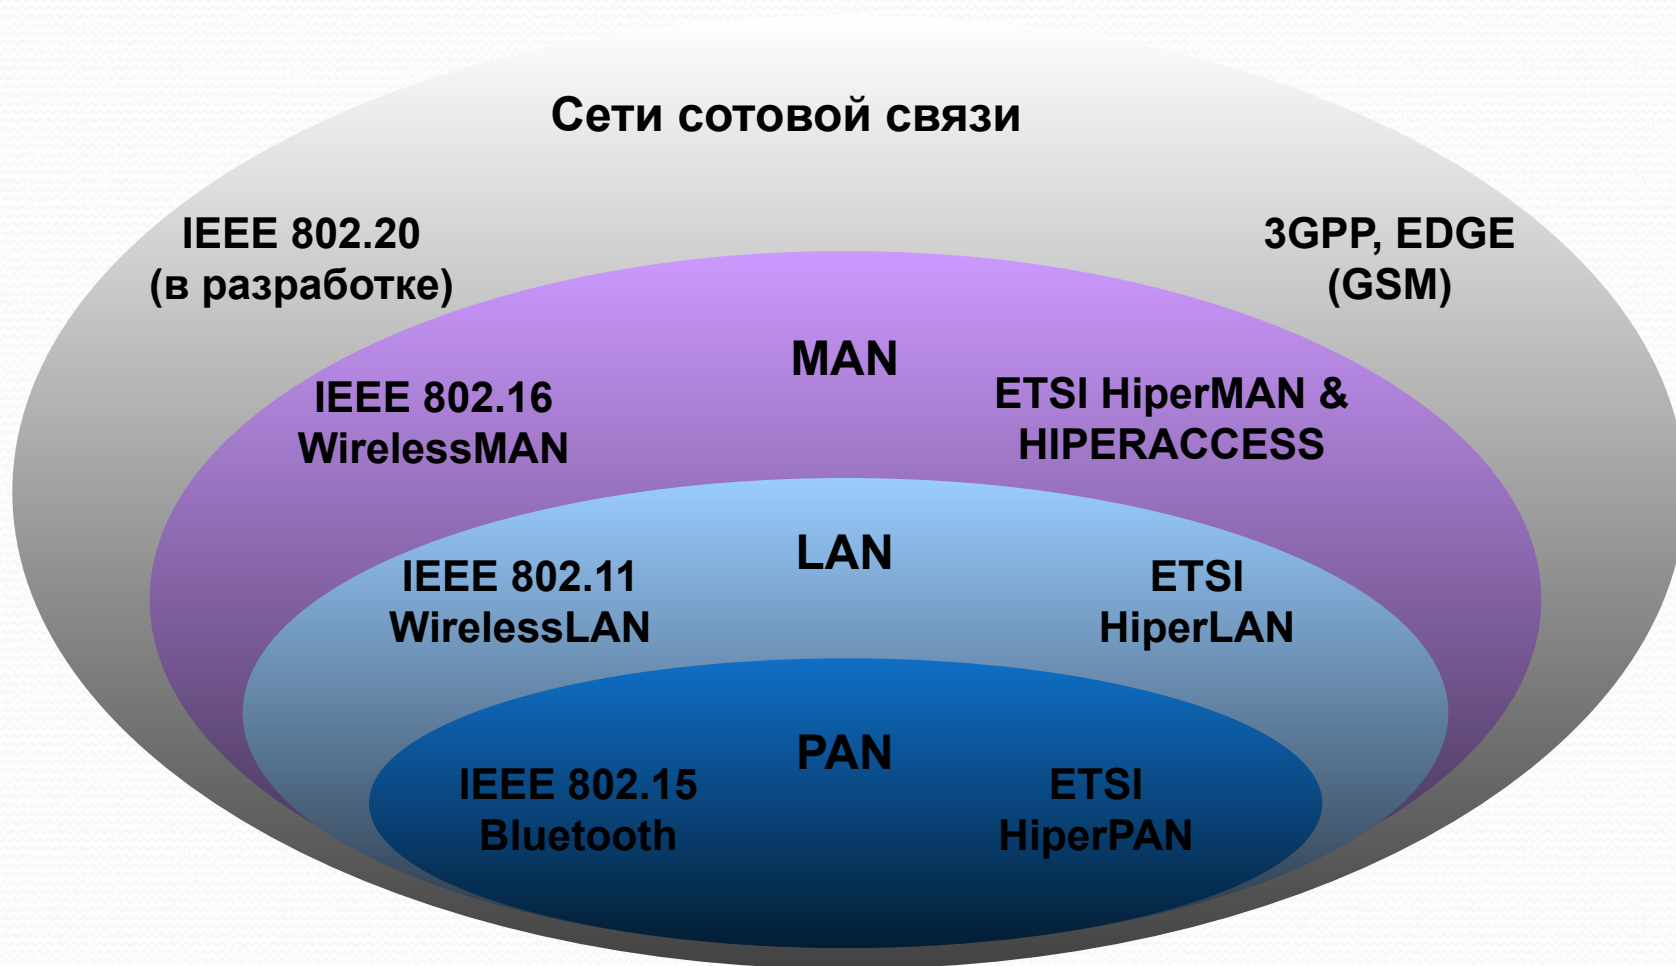 Сети сотовой связи
IEEE 802.20
(в разработке)
3GPP, EDGE
(GSM)
MAN
IEEE 802.16
WirelessMAN
ETSI HiperMAN &
HIPERACCESS
LAN
IEEE 802.11
WirelessLAN
ETSI
HiperLAN
PAN
IEEE 802.15
Bluetooth
ETSI
HiperPAN